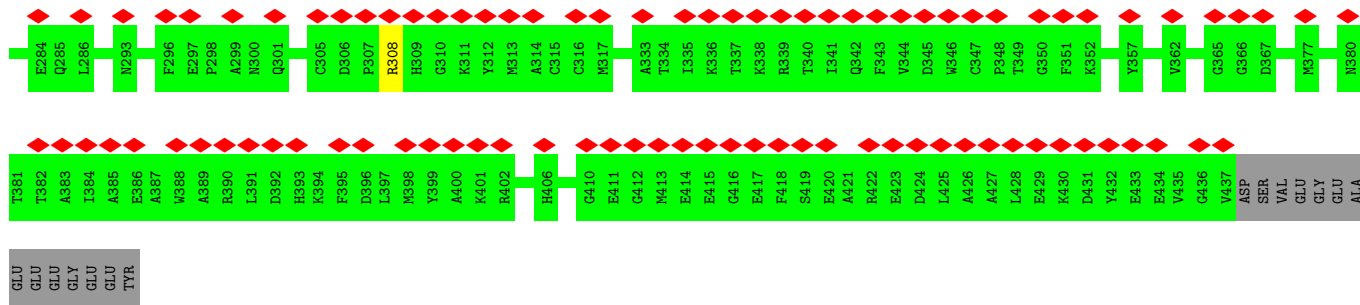 E284 Q285 L286 N293 F296 E297 P298 A299 N300 Q301 C305 D306 P307 R308 H309 G310 K311 Y312 M313 A314 C315 C316 M317 A333 T334 I335 K336 T337 K338 R339 T340 I341 Q342 F343 V344 D345 W346 C347 P348 T349 G350 F351 K352 Y357 V362 G365 G366 D367 M377 N380
T381 T382 A383 I384 A385 E386 A387 W388 A389 R390 L391 D392 H393 K394 F395 D396 L397 M398 Y399 A400 K401 R402 H406 G410 E411 G412 M413 E414 E415 G416 E417 F418 S419 E420 A421 R422 E423 D424 L425 A426 A427 L428 E429 K430 D431 Y432 E433 E434 V435 G436 V437 ASP SER VAL GLU GLY GLU ALA
GLU GLU GLU GLY GLU GLU TYR